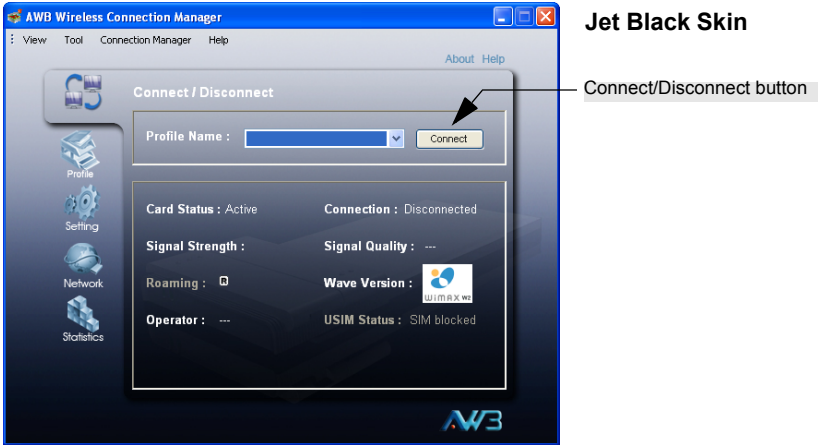 AWB Wireless Connection Manager
View Tool Connection Manager Help
About Help
Connect / Disconnect
Profile Name :
Connect
Profile
Setting
Network
Statistics
Card Status : Active
Connection : Disconnected
Signal Strength :
Signal Quality : ---
Roaming : R
Wave Version :
WiMAX W2
Operator : ---
USIM Status : SIM blocked
AWB
Jet Black Skin
Connect/Disconnect button